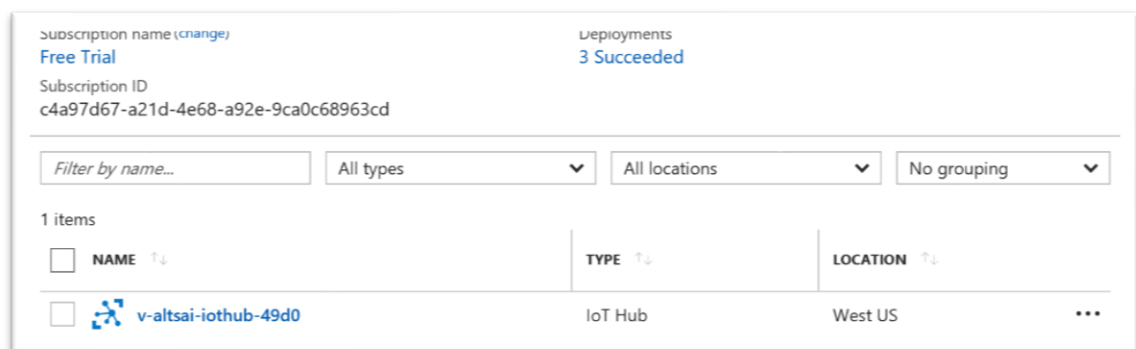 Subscription name (change) Deployments
Free Trial 3 Succeeded
Subscription ID
c4a97d67-a21d-4e68-a92e-9ca0c68963cd
Filter by name... All types All locations No grouping
1 items
NAME TYPE LOCATION
v-altsai-iothub-49d0 IoT Hub West US